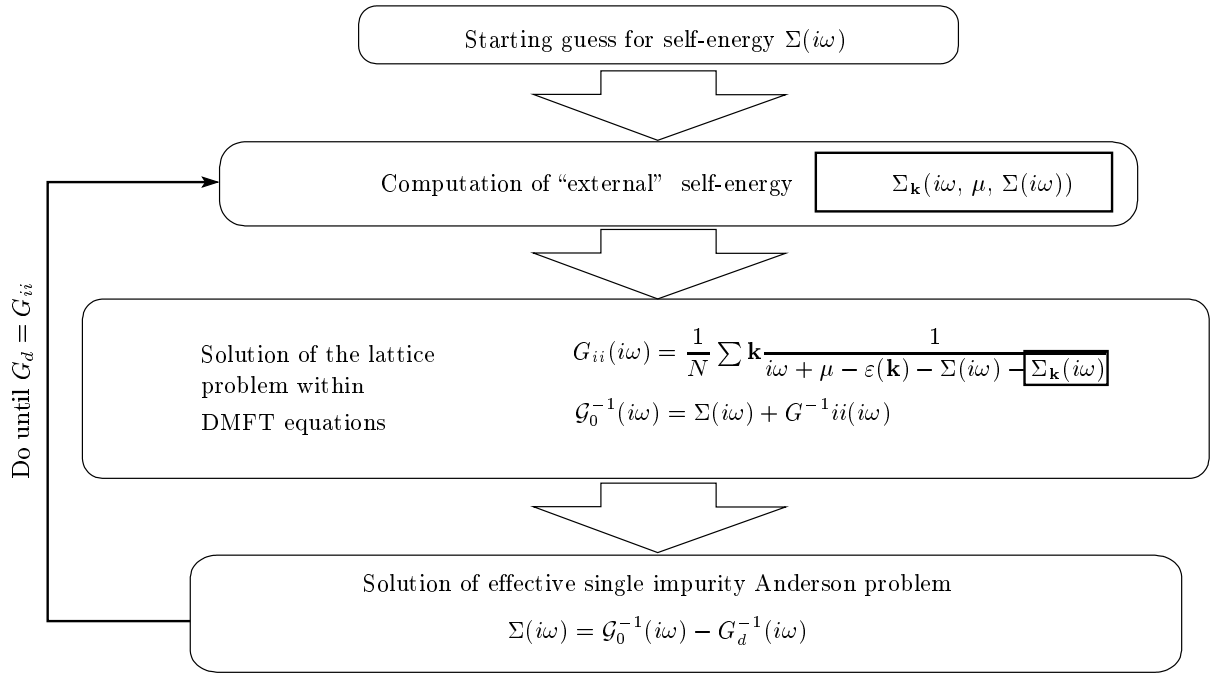 Starting guess for self-energy Σ(iω)
Computation of “external” self-energy Σ𝐤(iω, μ, Σ(iω))
Do until G_d = G_ii
Solution of the lattice
problem within
DMFT equations
G_ii(iω) = 1/N ∑ 𝐤 1/(iω + μ − ε(𝐤) − Σ(iω) − Σ_𝐤(iω))
𝒢_0^{-1}(iω) = Σ(iω) + G^{-1}ii(iω)
Solution of effective single impurity Anderson problem
Σ(iω) = 𝒢_0^{-1}(iω) − G_d^{-1}(iω)